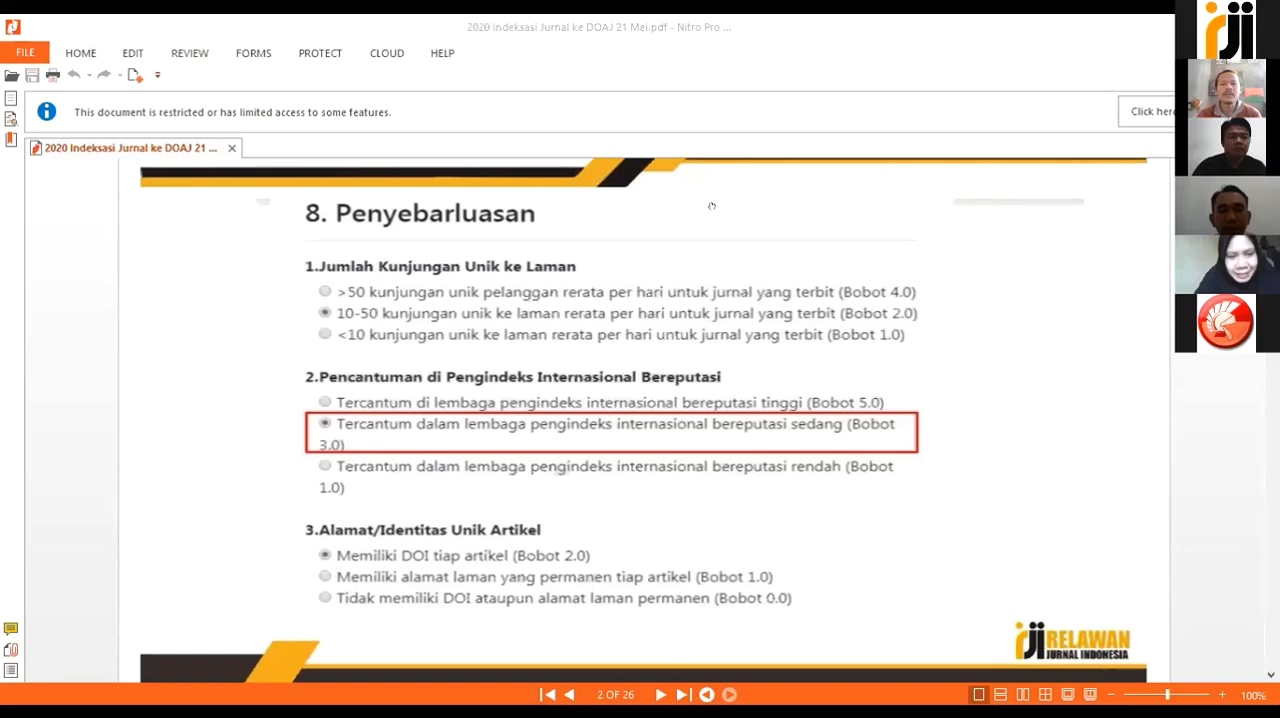 2020 Indeksasi Jurnal ke DOAJ 21 Mei.pdf - Nitro Pro ...
FILE HOME EDIT REVIEW FORMS PROTECT CLOUD HELP
This document is restricted or has limited access to some features.
Click here
2020 Indeksasi Jurnal ke DOAJ 21 ...
8. Penyebarluasan
1.Jumlah Kunjungan Unik ke Laman
>50 kunjungan unik pelanggan rerata per hari untuk jurnal yang terbit (Bobot 4.0)
10-50 kunjungan unik ke laman rerata per hari untuk jurnal yang terbit (Bobot 2.0)
<10 kunjungan unik ke laman rerata per hari untuk jurnal yang terbit (Bobot 1.0)
2.Pencantuman di Pengindeks Internasional Bereputasi
Tercantum di lembaga pengindeks internasional bereputasi tinggi (Bobot 5.0)
Tercantum dalam lembaga pengindeks internasional bereputasi sedang (Bobot
3.0)
Tercantum dalam lembaga pengindeks internasional bereputasi rendah (Bobot
1.0)
3.Alamat/Identitas Unik Artikel
Memiliki DOI tiap artikel (Bobot 2.0)
Memiliki alamat laman yang permanen tiap artikel (Bobot 1.0)
Tidak memiliki DOI ataupun alamat laman permanen (Bobot 0.0)
rji RELAWAN
JURNAL INDONESIA
2 OF 26
100%
rji